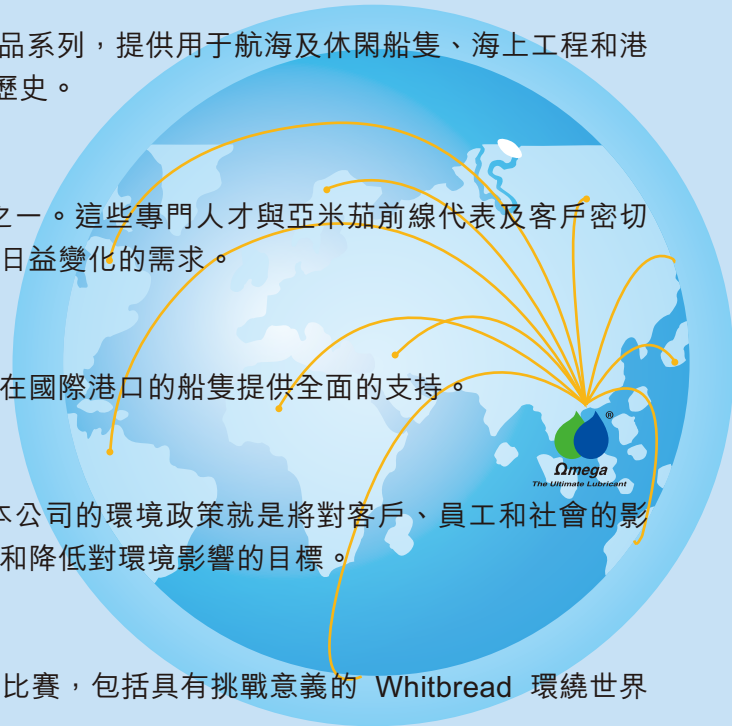 品系列，提供用于航海及休閑船隻、海上工程和港
歷史。
之一。這些專門人才與亞米茄前線代表及客戶密切
日益變化的需求。
在國際港口的船隻提供全面的支持。
®
Ωmega
The Ultimate Lubricant
本公司的環境政策就是將對客戶、員工和社會的影
和降低對環境影響的目標。
比賽，包括具有挑戰意義的 Whitbread 環繞世界